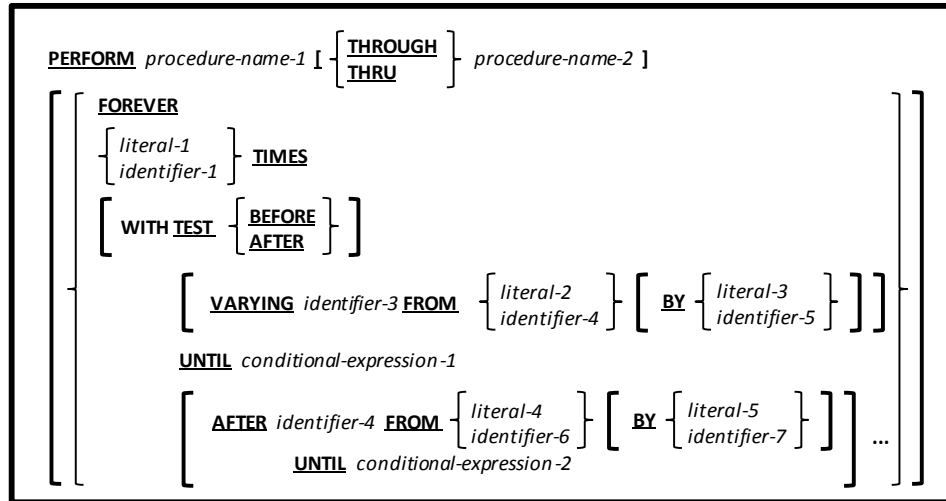 PERFORM procedure-name-1 [ { THROUGH
THRU } procedure-name-2 ]
FOREVER
{ literal-1
identifier-1 } TIMES
[ WITH TEST { BEFORE
AFTER } ]
[ VARYING identifier-3 FROM { literal-2
identifier-4 } [ BY { literal-3
identifier-5 } ] ]
UNTIL conditional-expression-1
[ AFTER identifier-4 FROM { literal-4
identifier-6 } [ BY { literal-5
identifier-7 } ] ] ...
UNTIL conditional-expression-2